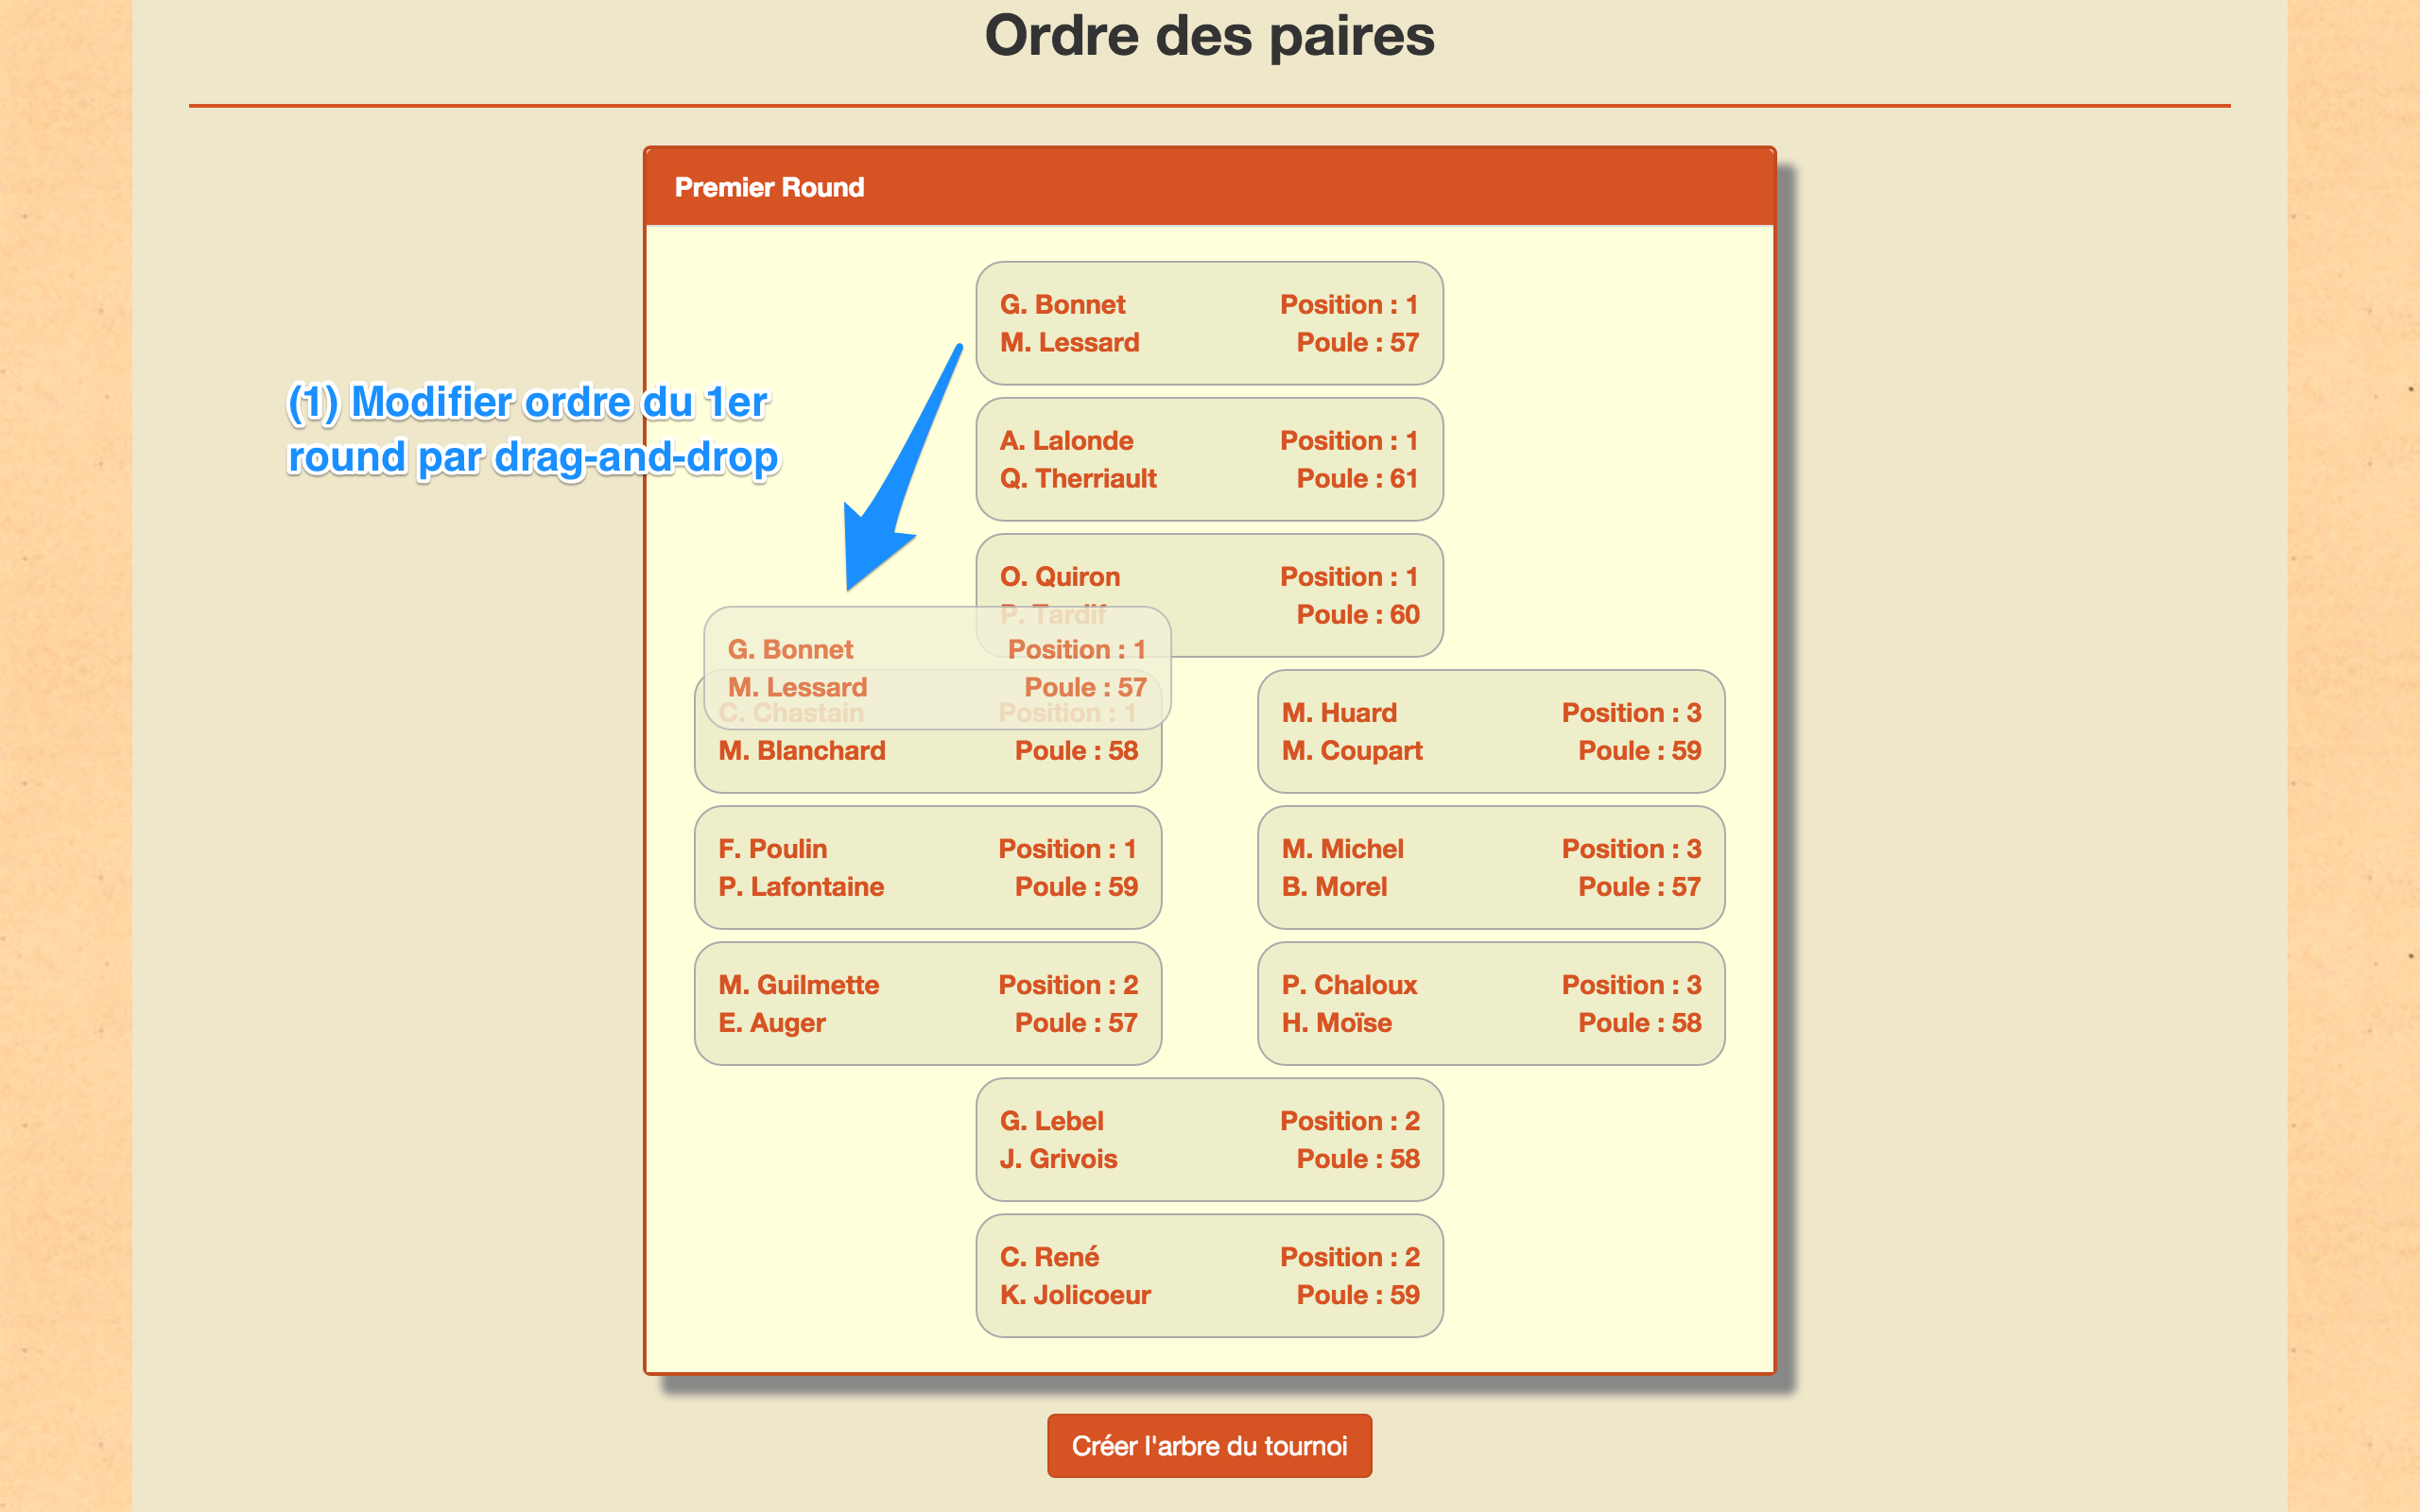 Ordre des paires
Premier Round
G. Bonnet Position : 1
M. Lessard Poule : 57
(1) Modifier ordre du 1er
round par drag-and-drop
A. Lalonde Position : 1
Q. Therriault Poule : 61
O. Quiron Position : 1
P. Tardif Poule : 60
G. Bonnet Position : 1
M. Lessard Poule : 57
C. Chastain Position : 1
M. Blanchard Poule : 58
M. Huard Position : 3
M. Coupart Poule : 59
F. Poulin Position : 1
P. Lafontaine Poule : 59
M. Michel Position : 3
B. Morel Poule : 57
M. Guilmette Position : 2
E. Auger Poule : 57
P. Chaloux Position : 3
H. Moïse Poule : 58
G. Lebel Position : 2
J. Grivois Poule : 58
C. René Position : 2
K. Jolicoeur Poule : 59
Créer l'arbre du tournoi